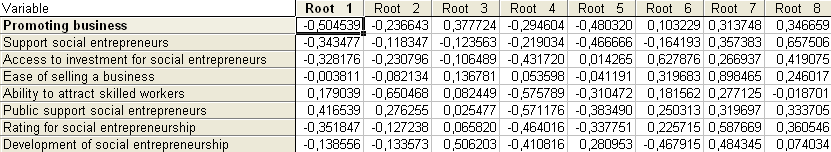 Variable Root 1 Root 2 Root 3 Root 4 Root 5 Root 6 Root 7 Root 8
Promoting business -0,504539 -0,236643 0,377724 -0,294604 -0,480320 0,103229 0,313748 0,346659
Support social entrepreneurs -0,343477 -0,118347 -0,123563 -0,219034 -0,466666 -0,164193 0,357383 0,657506
Access to investment for social entrepreneurs -0,328176 -0,230796 -0,106489 -0,431720 0,014265 0,627876 0,266937 0,419075
Ease of selling a business -0,003811 -0,082134 0,136781 0,053598 -0,041191 0,319683 0,898465 0,246017
Ability to attract skilled workers 0,179039 -0,650468 0,082449 -0,575789 -0,310472 0,181562 0,277125 -0,018701
Public support social entrepreneurs 0,416539 0,276255 0,025477 -0,571176 -0,383490 0,250313 0,319697 0,333705
Rating for social entrepreneurship -0,351847 -0,127238 0,065820 -0,464016 -0,337751 0,225715 0,587669 0,360546
Development of social entrepreneurship -0,138556 -0,133573 0,506203 -0,410816 0,280953 -0,467915 0,484345 0,074034